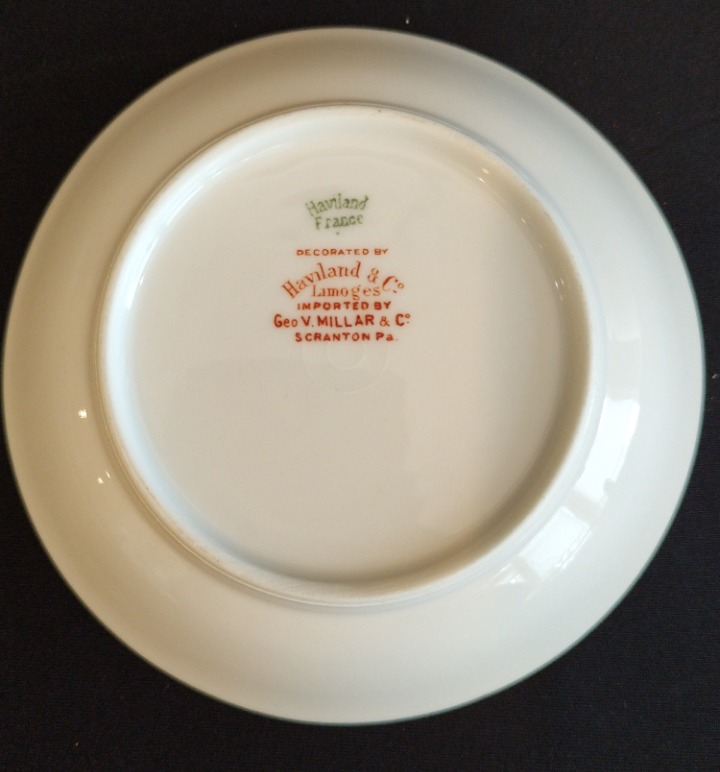 Haviland
France
DECORATED BY
Haviland & Co
Limoges
IMPORTED BY
Geo V. MILLAR & Co
SCRANTON Pa.